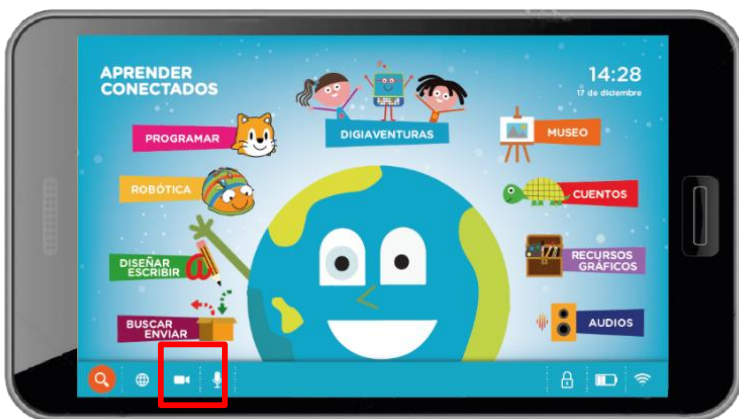 APRENDER
CONECTADOS
14:28
17 de diciembre
PROGRAMAR
DIGIAVENTURAS
MUSEO
ROBÓTICA
CUENTOS
DISEÑAR
ESCRIBIR
RECURSOS
GRÁFICOS
BUSCAR
ENVIAR
AUDIOS